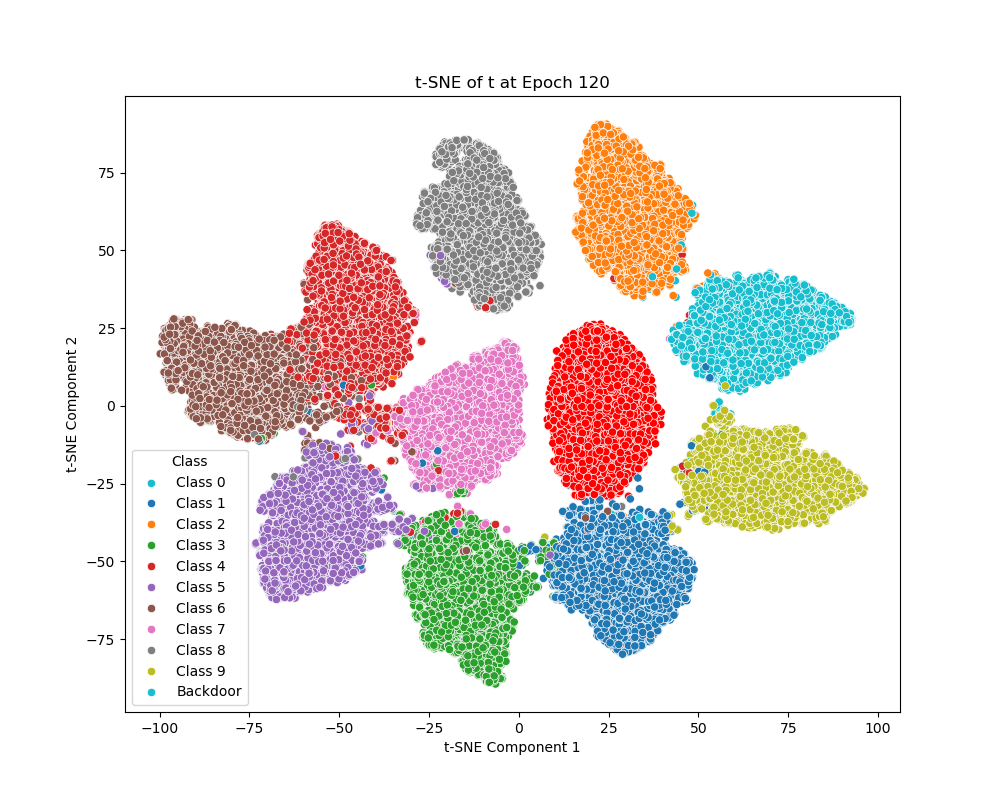 t-SNE of t at Epoch 120
75
50
25
0
−25
−50
−75
t-SNE Component 2
Class
Class 0
Class 1
Class 2
Class 3
Class 4
Class 5
Class 6
Class 7
Class 8
Class 9
Backdoor
−100 −75 −50 −25 0 25 50 75 100
t-SNE Component 1